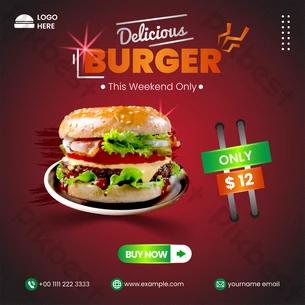 LOGO
HERE
Delicious
BURGER
This Weekend Only
ONLY
$ 12
BUY NOW
+00 1111 222 3333
www.example.com
yourname email